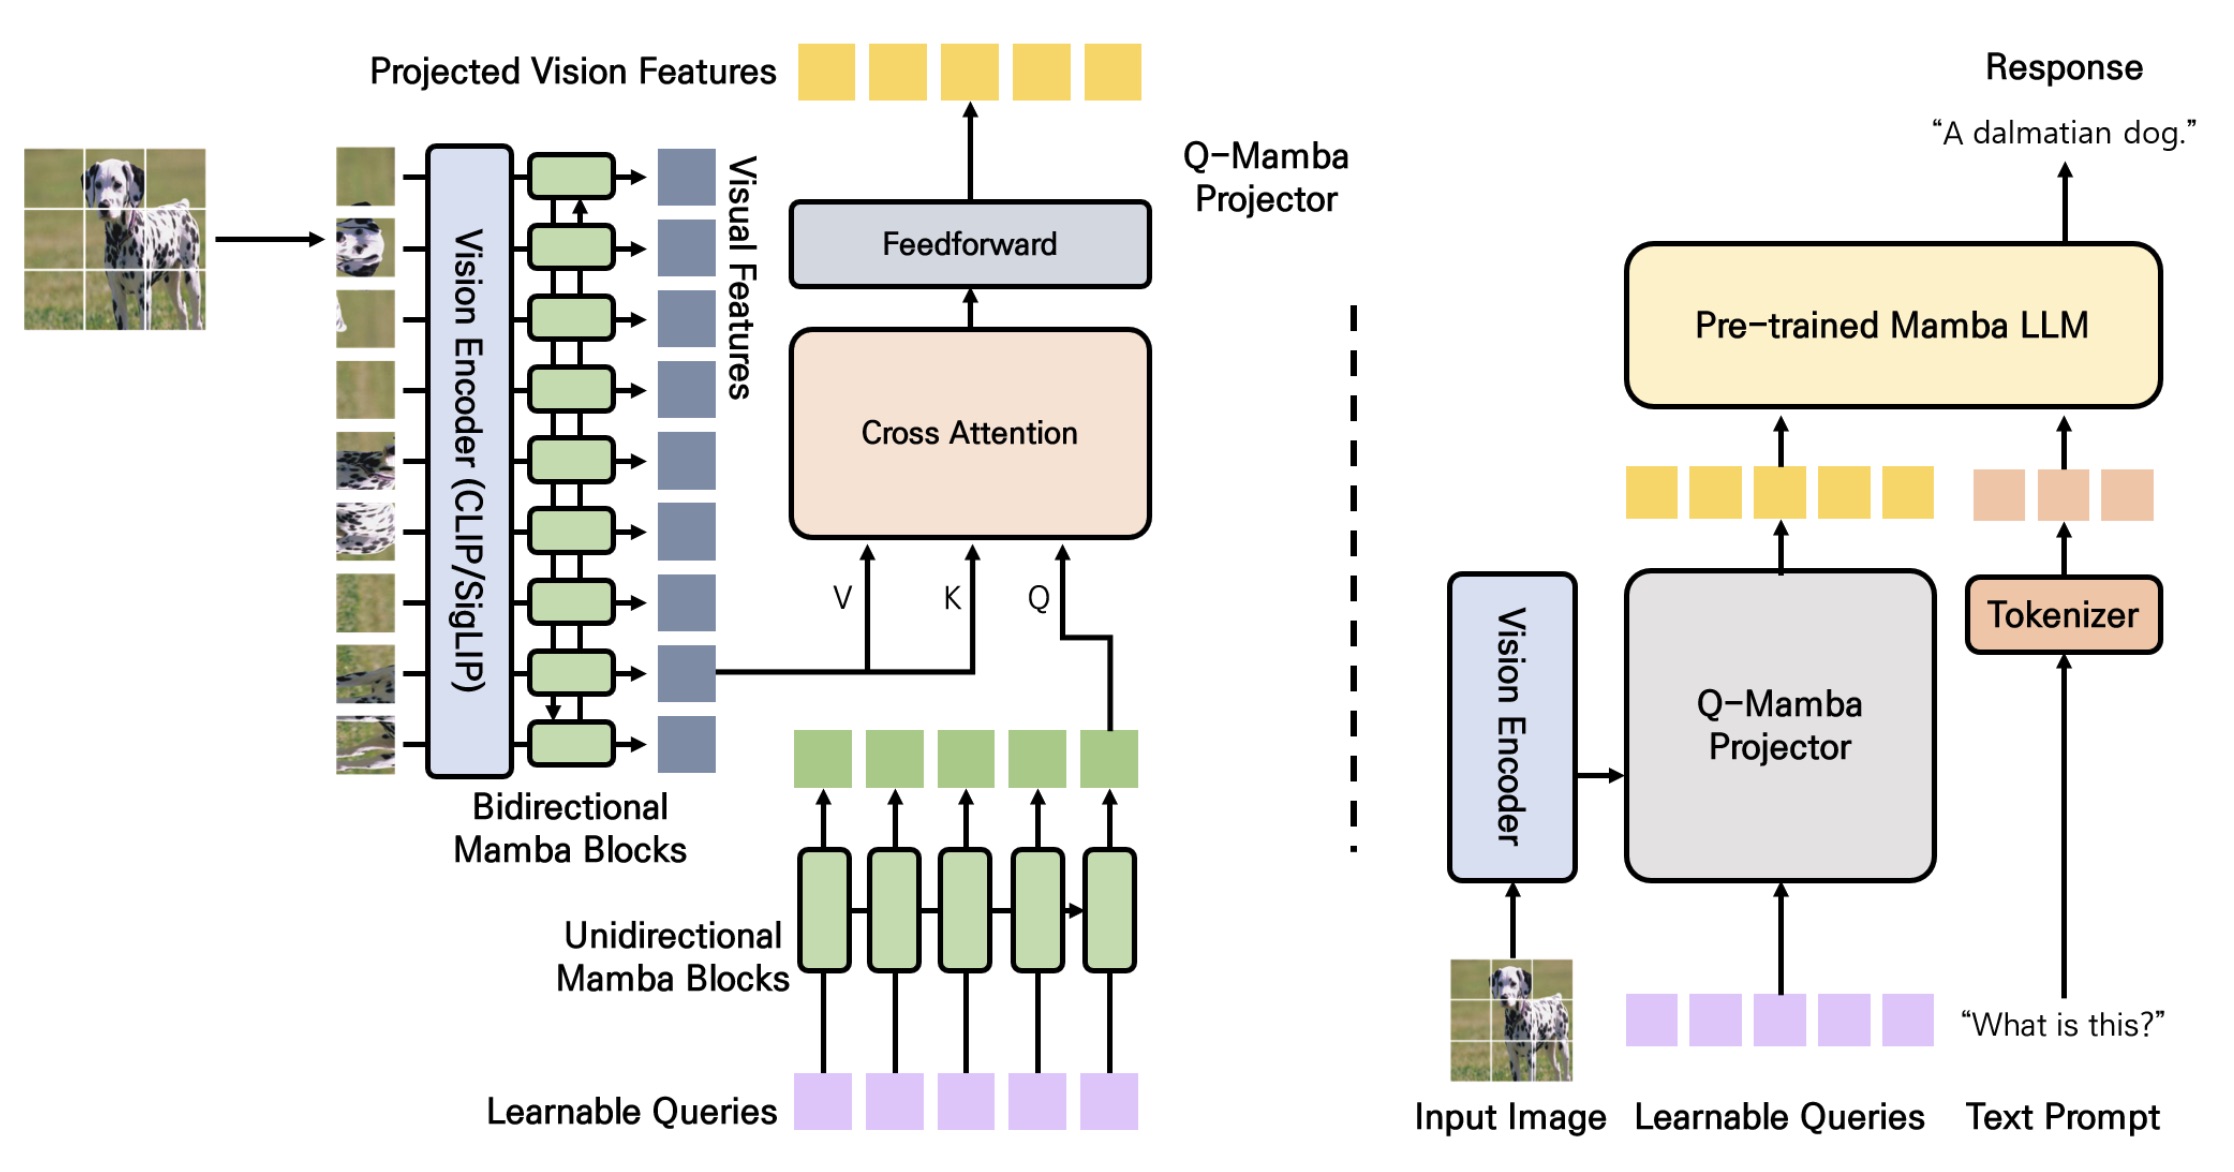 Projected Vision Features
Vision Encoder (CLIP/SigLIP)
Visual Features
Bidirectional
Mamba Blocks
Q-Mamba
Projector
Feedforward
Cross Attention
V
K
Q
Unidirectional
Mamba Blocks
Learnable Queries
Response
“A dalmatian dog.”
Pre-trained Mamba LLM
Vision Encoder
Q-Mamba
Projector
Tokenizer
“What is this?”
Input Image
Learnable Queries
Text Prompt